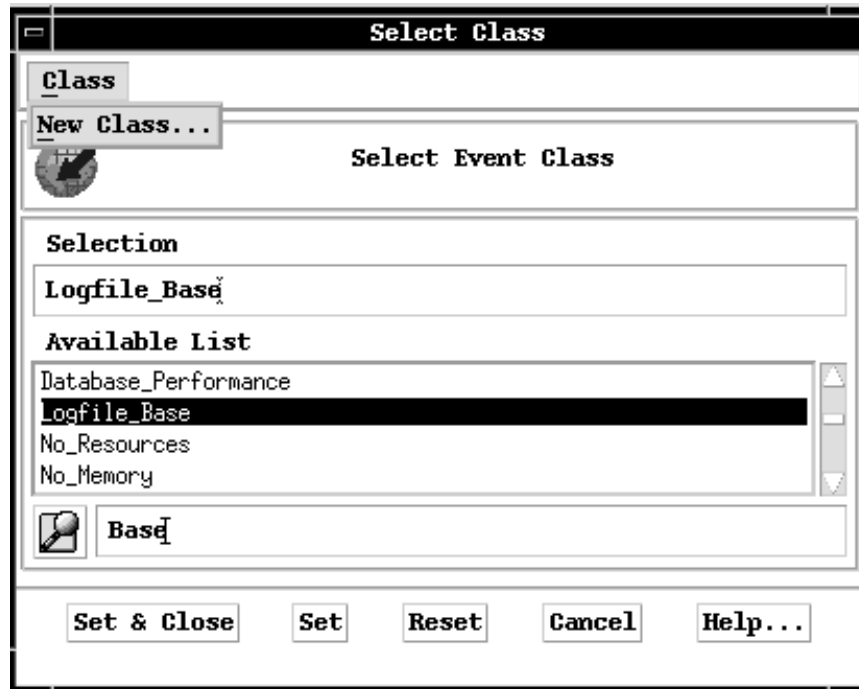 Select Class
Class
New Class...
Select Event Class
Selection
Logfile_Base
Available List
Database_Performance
Logfile_Base
No_Resources
No_Memory
Base
Set & Close Set Reset Cancel Help...